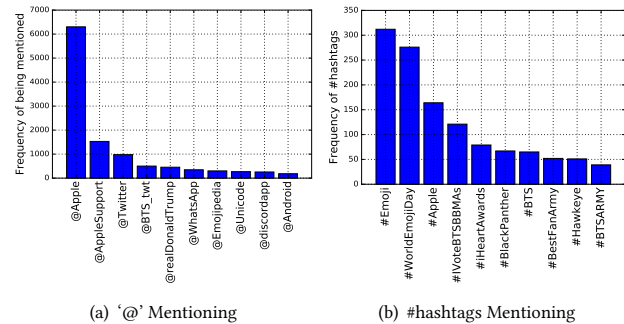 7000
6000
5000
4000
3000
2000
1000
0
Frequency of being mentioned
@Apple
@AppleSupport
@Twitter
@BTS_twt
@realDonaldTrump
@WhatsApp
@Emojipedia
@Unicode
@discordapp
@Android
(a) ‘@’ Mentioning
350
300
250
200
150
100
50
0
Frequency of #hashtags
#Emoji
#WorldEmojiDay
#Apple
#IVoteBTSBBMAs
#iHeartAwards
#BlackPanther
#BTS
#BestFanArmy
#Hawkeye
#BTSARMY
(b) #hashtags Mentioning